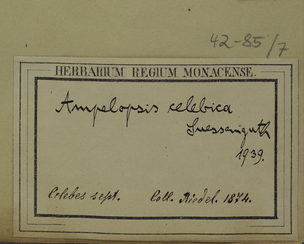 42-85/7
HERBARIUM REGIUM MONACENSE.
Ampelopsis celebica
Suessenguth
1939.
Celebes sept. Coll. Riedel. 1874.